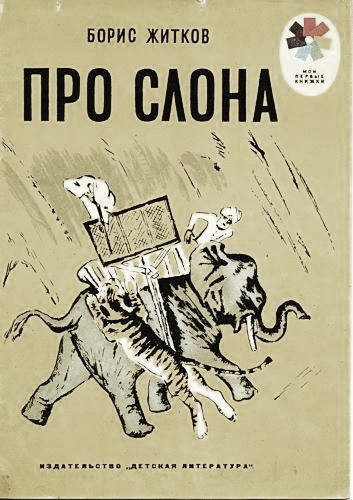 БОРИС ЖИТКОВ
МОИ
ПЕРВЫЕ
КНИЖКИ
ПРО СЛОНА
ИЗДАТЕЛЬСТВО „ДЕТСКАЯ ЛИТЕРАТУРА"